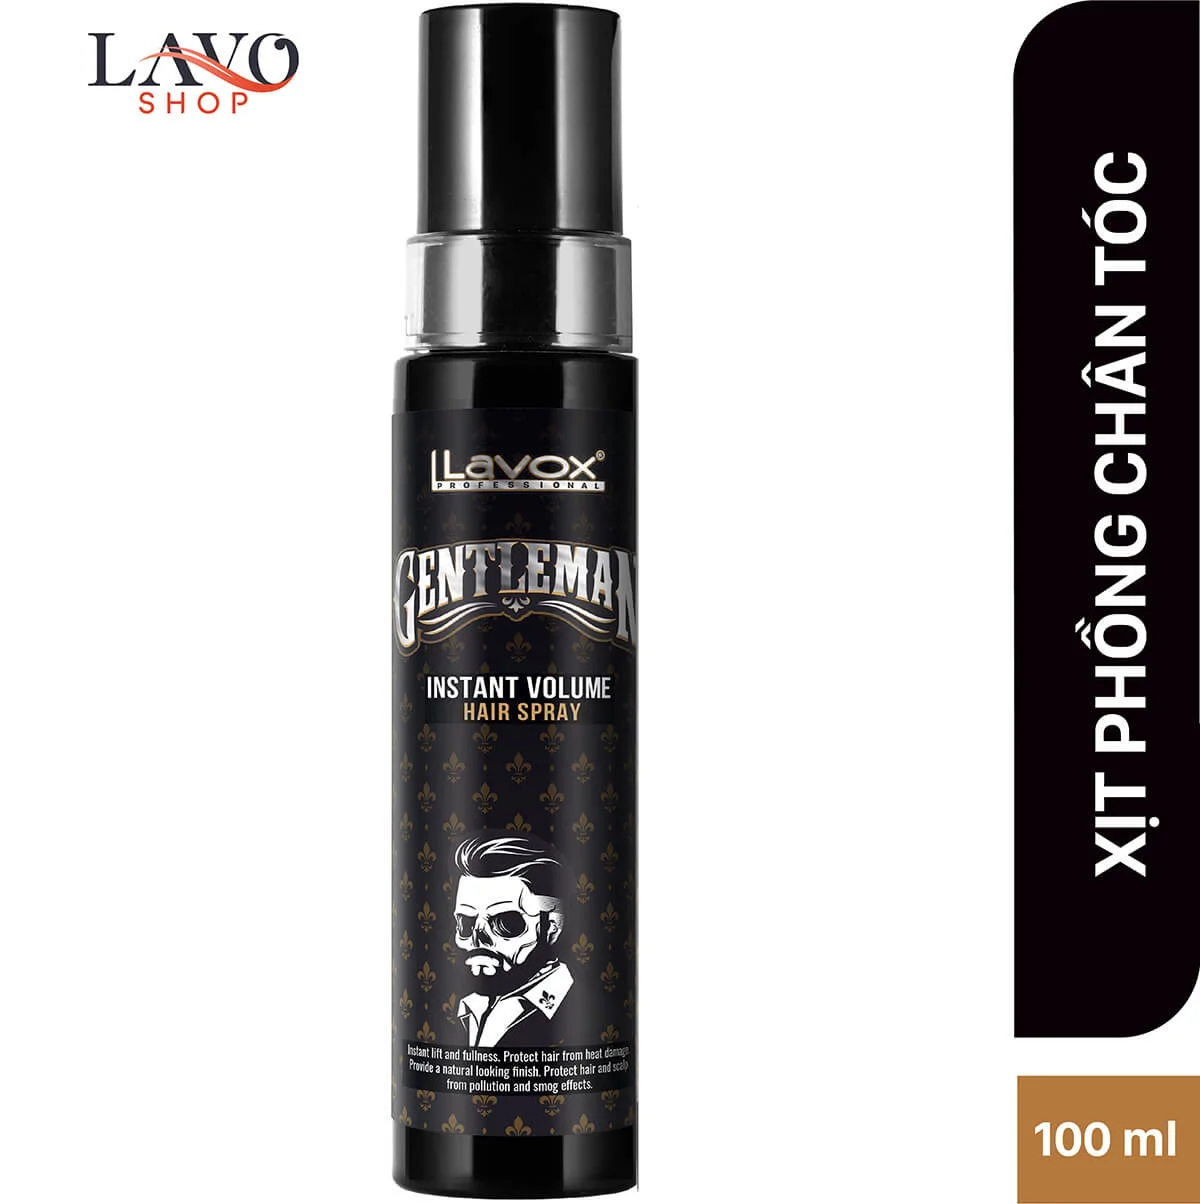 LAVO
SHOP
Lavox®
PROFESSIONAL
GENTLEMAN
INSTANT VOLUME
HAIR SPRAY
Instant lift and fullness. Protect hair from heat damage.
Provide a natural looking finish. Protect hair and scalp
from pollution and smog effects.
XỊT PHỒNG CHÂN TÓC
100 ml